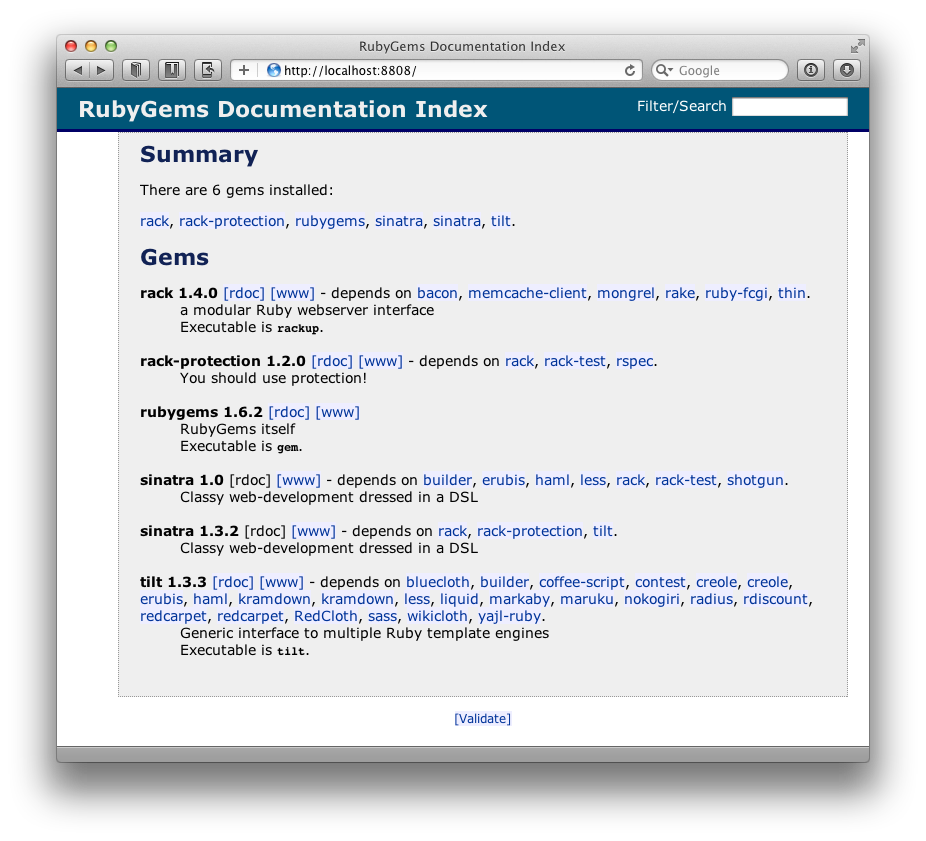 RubyGems Documentation Index
http://localhost:8808/
Google
RubyGems Documentation Index
Filter/Search
Summary
There are 6 gems installed:
rack, rack-protection, rubygems, sinatra, sinatra, tilt.
Gems
rack 1.4.0 [rdoc] [www] - depends on bacon, memcache-client, mongrel, rake, ruby-fcgi, thin.
a modular Ruby webserver interface
Executable is rackup.
rack-protection 1.2.0 [rdoc] [www] - depends on rack, rack-test, rspec.
You should use protection!
rubygems 1.6.2 [rdoc] [www]
RubyGems itself
Executable is gem.
sinatra 1.0 [rdoc] [www] - depends on builder, erubis, haml, less, rack, rack-test, shotgun.
Classy web-development dressed in a DSL
sinatra 1.3.2 [rdoc] [www] - depends on rack, rack-protection, tilt.
Classy web-development dressed in a DSL
tilt 1.3.3 [rdoc] [www] - depends on bluecloth, builder, coffee-script, contest, creole, creole,
erubis, haml, kramdown, kramdown, less, liquid, markaby, maruku, nokogiri, radius, rdiscount,
redcarpet, redcarpet, RedCloth, sass, wikicloth, yajl-ruby.
Generic interface to multiple Ruby template engines
Executable is tilt.
[Validate]